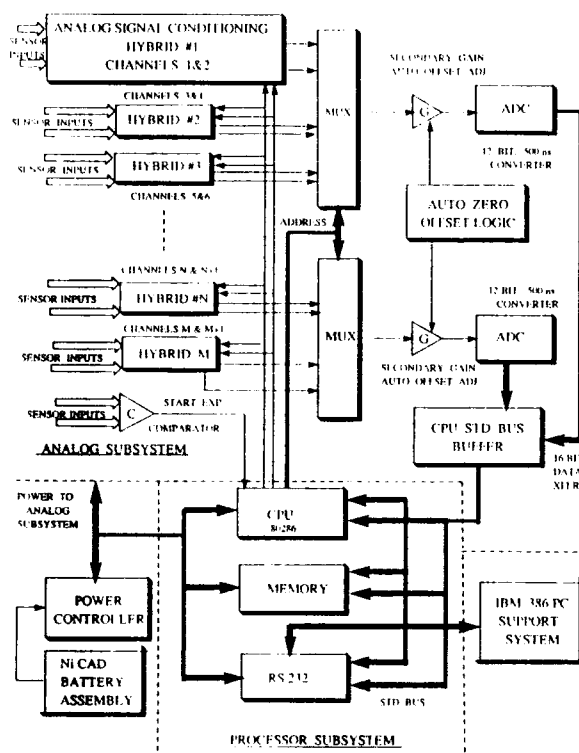 ANALOG SIGNAL CONDITIONING
HYBRID #1
CHANNELS 1&2
SENSOR
INPUTS
CHANNELS 3&4
HYBRID #2
SENSOR INPUTS
HYBRID #3
SENSOR INPUTS
CHANNELS 5&6
MUX
SECONDARY GAIN
AUTO OFFSET ADJ
G
ADC
12 BIT, 500 ns
CONVERTER
AUTO ZERO
OFFSET LOGIC
ADDRESS
CHANNELS N & N+1
HYBRID #N
SENSOR INPUTS
CHANNELS M & M+1
HYBRID M
SENSOR INPUTS
MUX
12 BIT, 500 ns
CONVERTER
G
ADC
SECONDARY GAIN
AUTO OFFSET ADJ
SENSOR INPUTS
C
START EXP
COMPARATOR
ANALOG SUBSYSTEM
CPU STD BUS
BUFFER
16 BIT
DATA
XFER
POWER TO
ANALOG
SUBSYSTEM
CPU
80286
MEMORY
POWER
CONTROLLER
IBM 386 PC
SUPPORT
SYSTEM
Ni CAD
BATTERY
ASSEMBLY
RS 232
STD BUS
PROCESSOR SUBSYSTEM